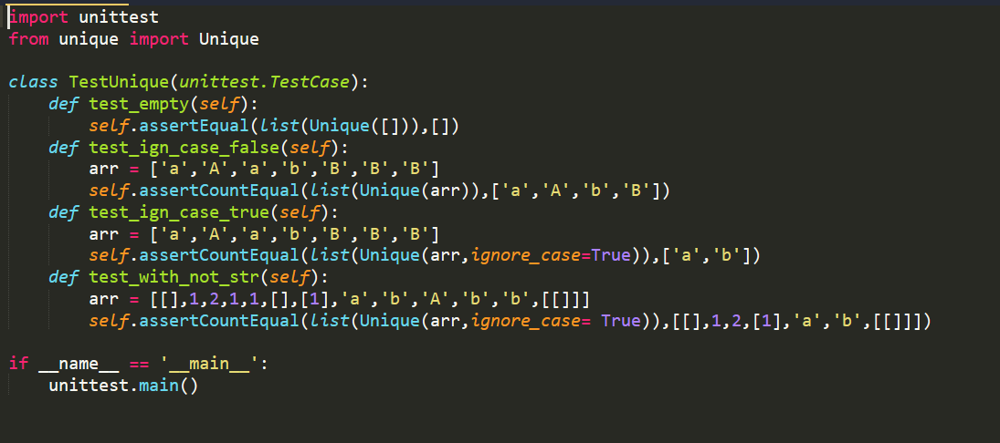 import unittest
from unique import Unique

class TestUnique(unittest.TestCase):
    def test_empty(self):
        self.assertEqual(list(Unique([])),[])
    def test_ign_case_false(self):
        arr = ['a','A','a','b','B','B','B']
        self.assertCountEqual(list(Unique(arr)),['a','A','b','B'])
    def test_ign_case_true(self):
        arr = ['a','A','a','b','B','B','B']
        self.assertCountEqual(list(Unique(arr,ignore_case=True)),['a','b'])
    def test_with_not_str(self):
        arr = [[],1,2,1,1,[],[1],'a','b','A','b','b',[[]]]
        self.assertCountEqual(list(Unique(arr,ignore_case= True)),[[],1,2,[1],'a','b',[[]]])

if __name__ == '__main__':
    unittest.main()